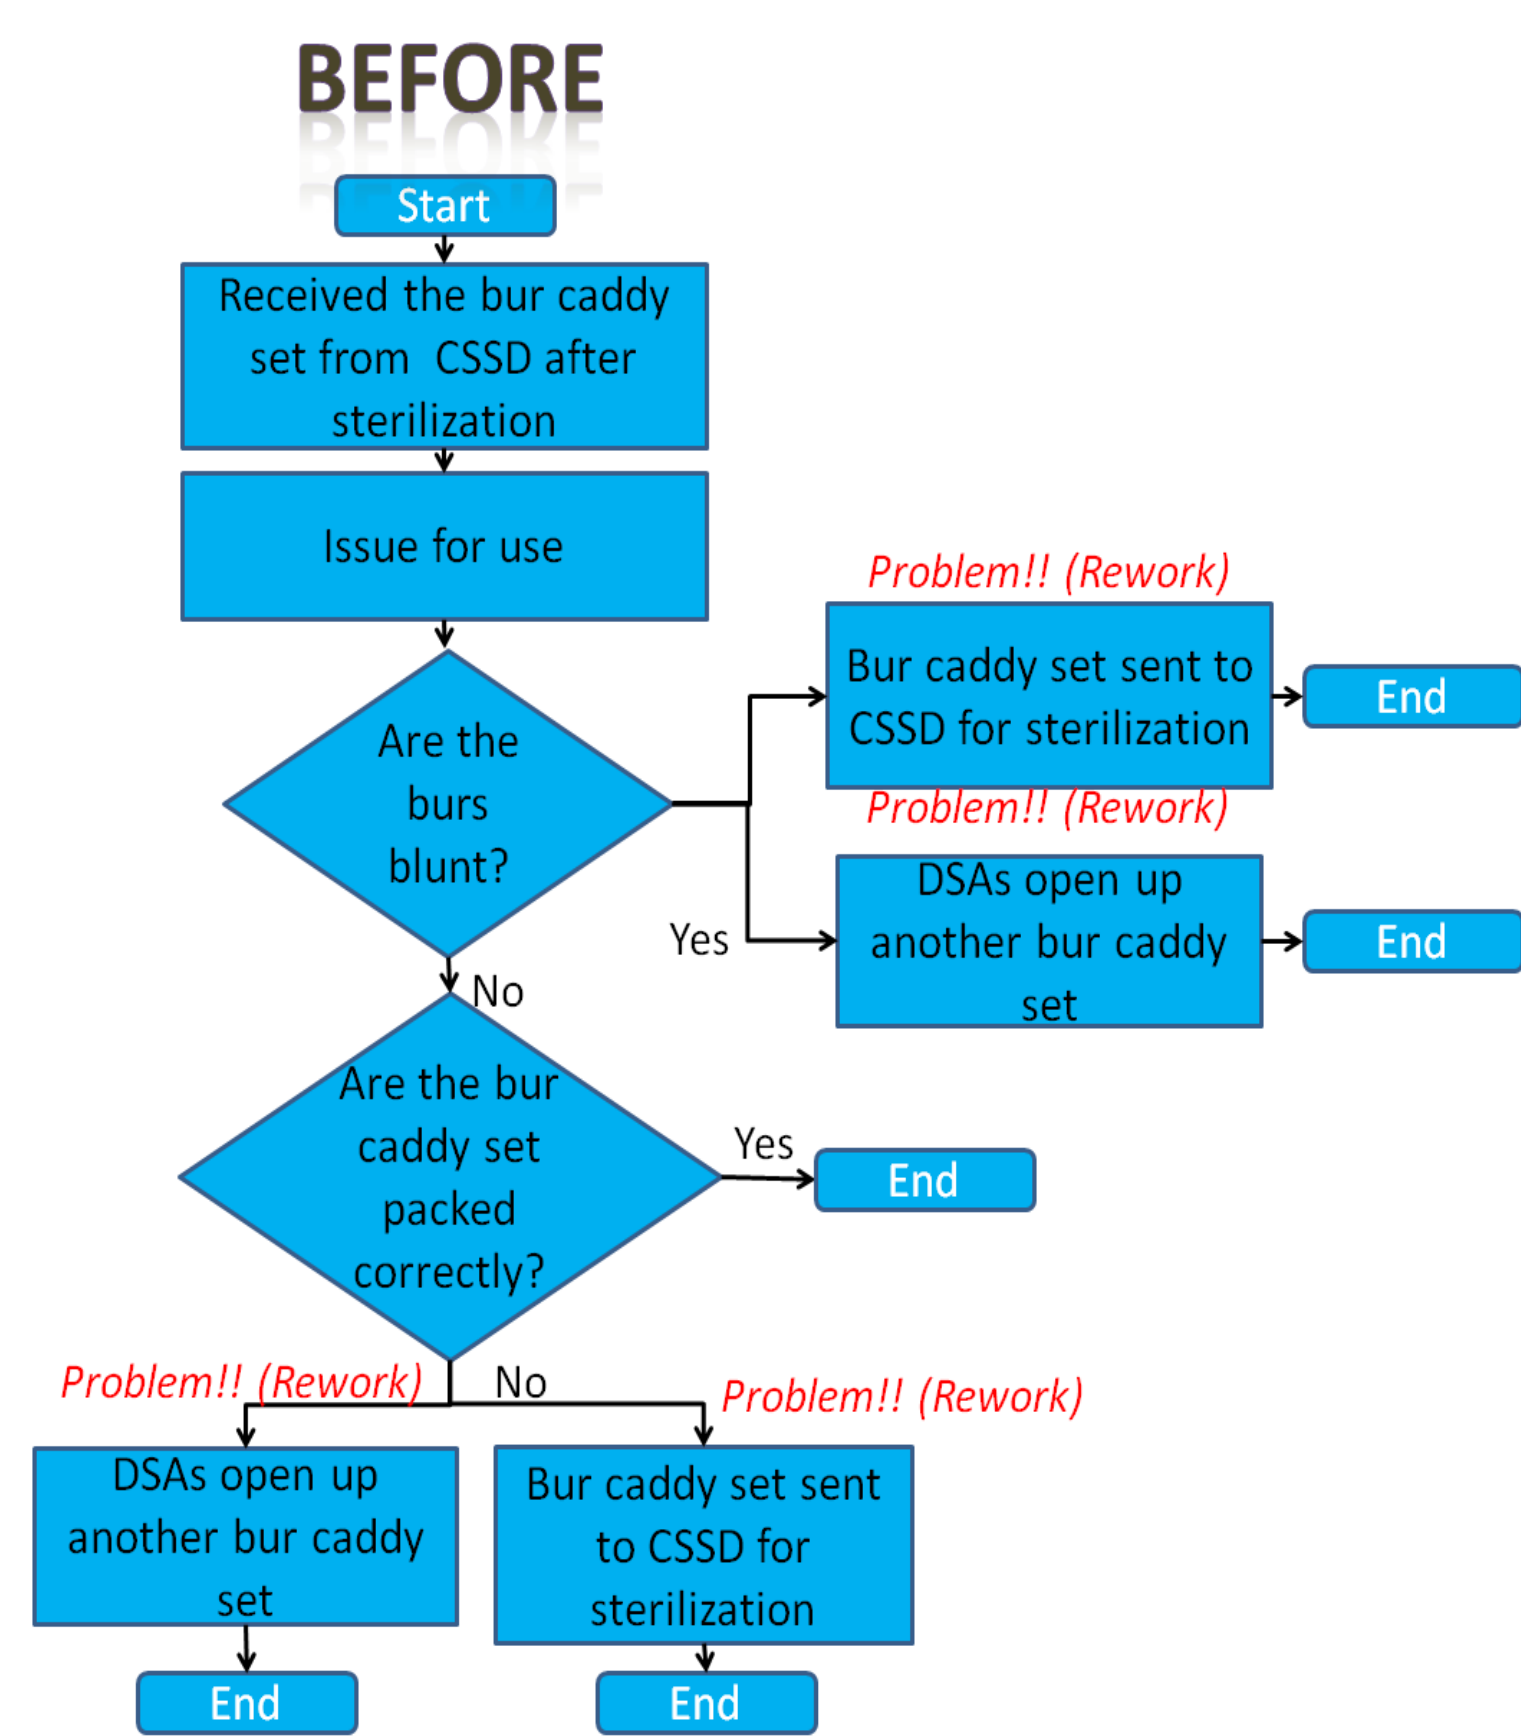 BEFORE
Start
Received the bur caddy
set from CSSD after
sterilization
Issue for use
Problem!! (Rework)
Bur caddy set sent to
CSSD for sterilization
End
Are the
burs
blunt?
Problem!! (Rework)
Yes
DSAs open up
another bur caddy
set
End
No
Are the bur
caddy set
packed
correctly?
Yes
End
Problem!! (Rework)
No
Problem!! (Rework)
DSAs open up
another bur caddy
set
Bur caddy set sent
to CSSD for
sterilization
End
End